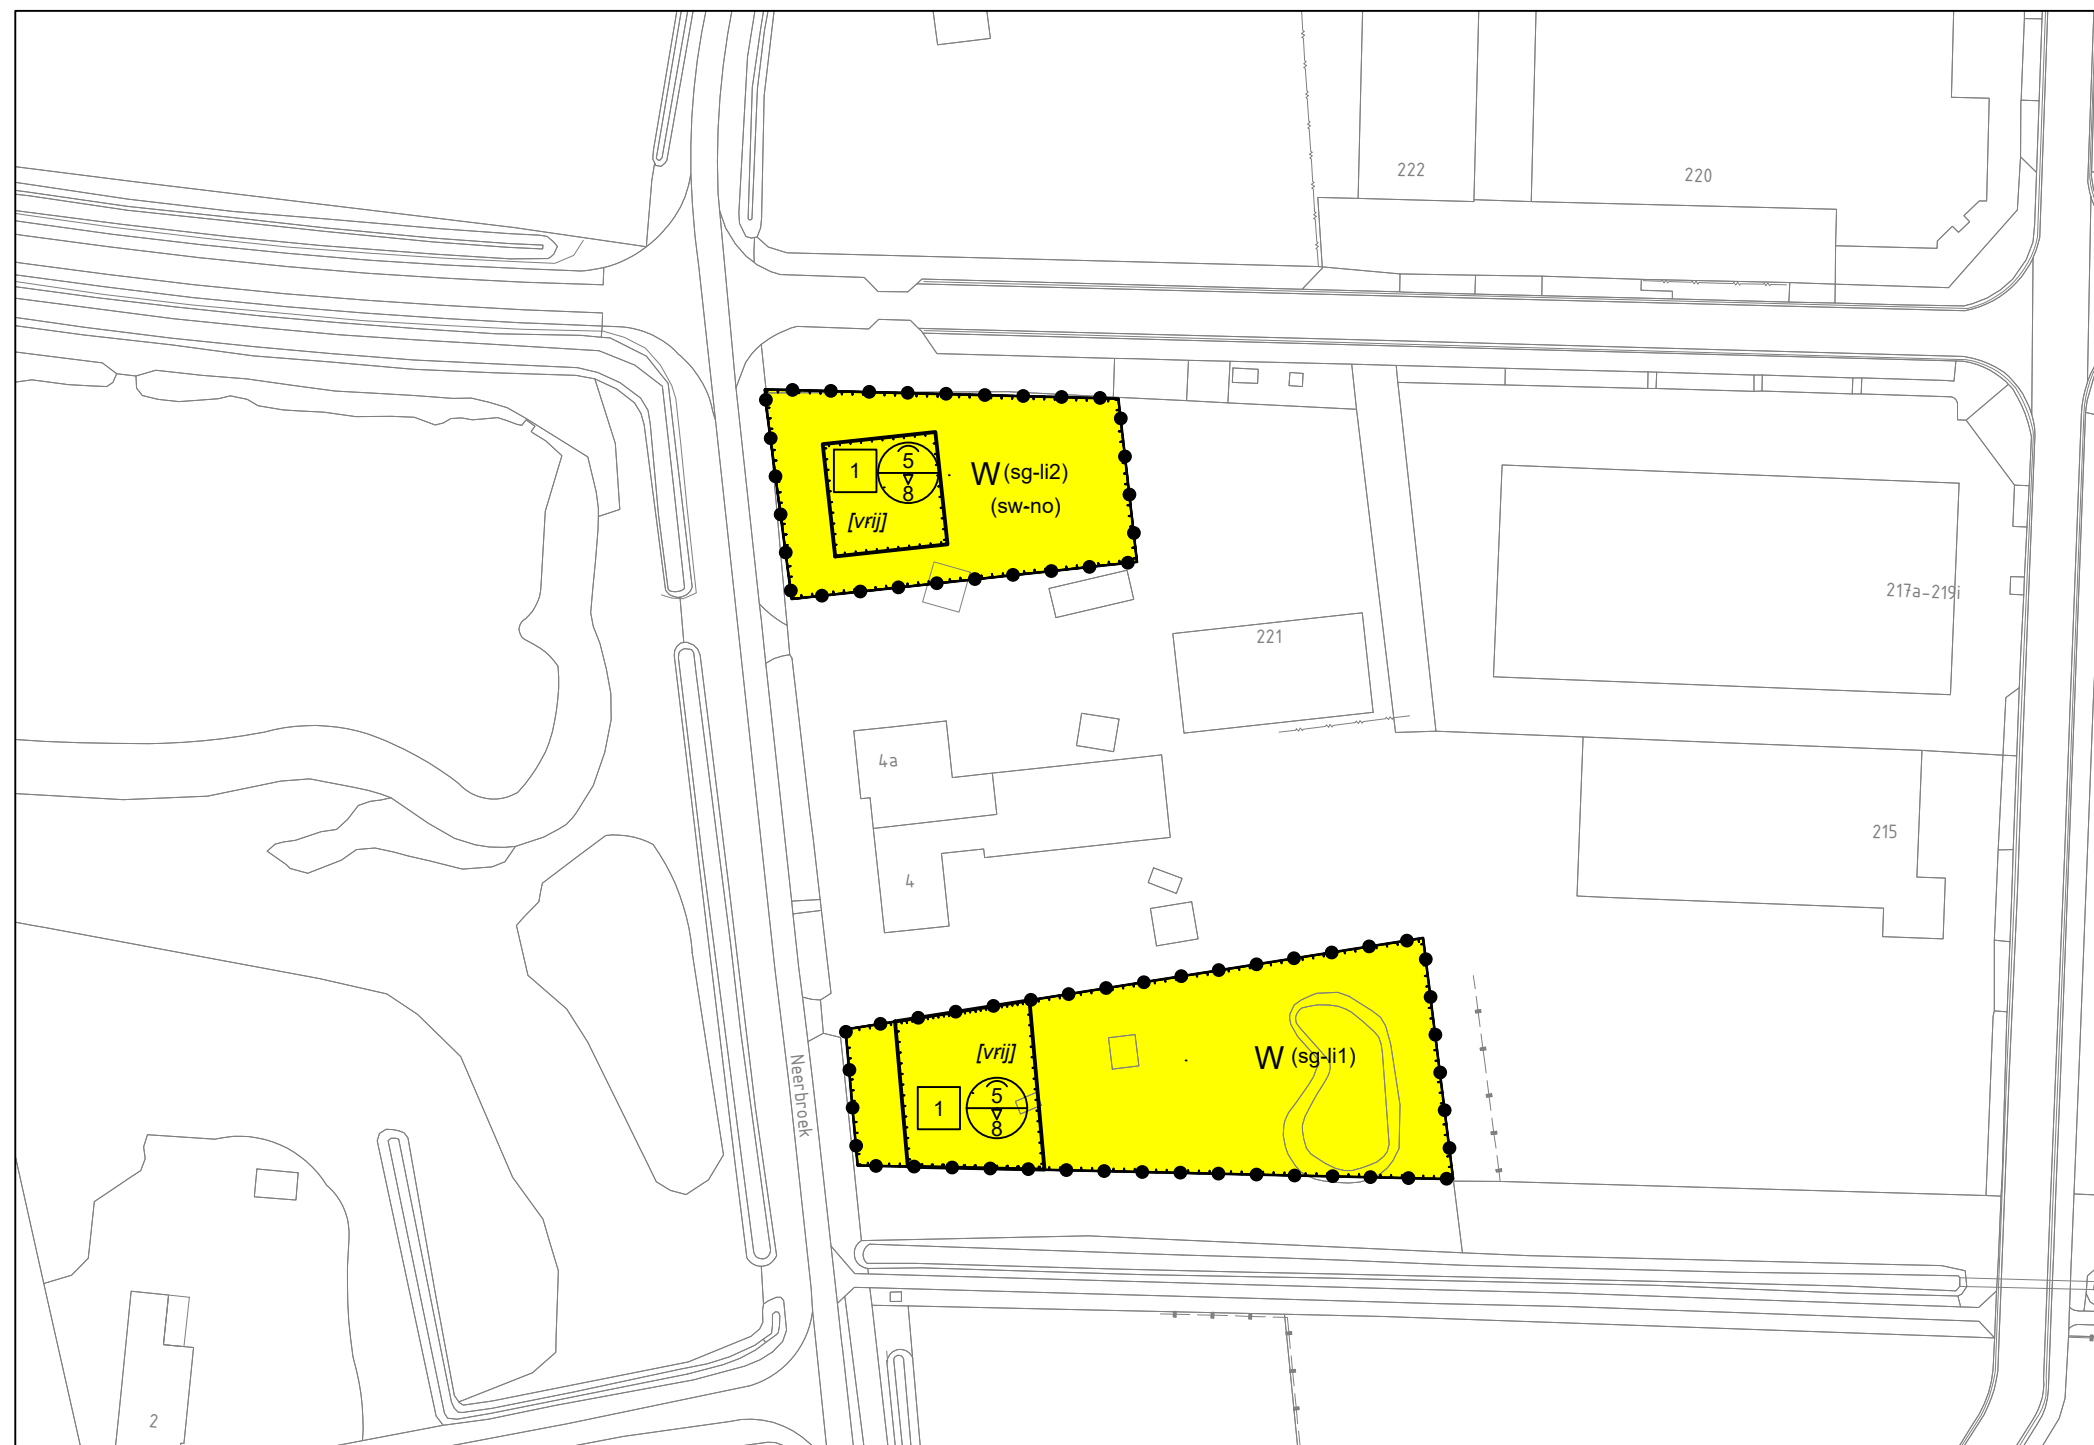 222
220
1
5
8
[vrij]
W (sg-li2)
(sw-no)
217a-219i
221
4a
4
215
[vrij]
1
5
8
W (sg-li1)
Neerbroek
2